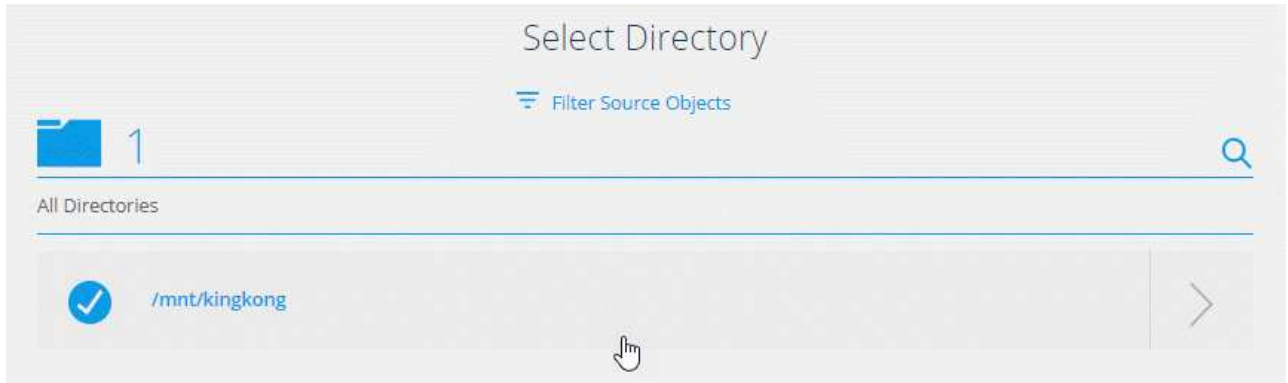 Select Directory
Filter Source Objects
1
All Directories
/mnt/kingkong